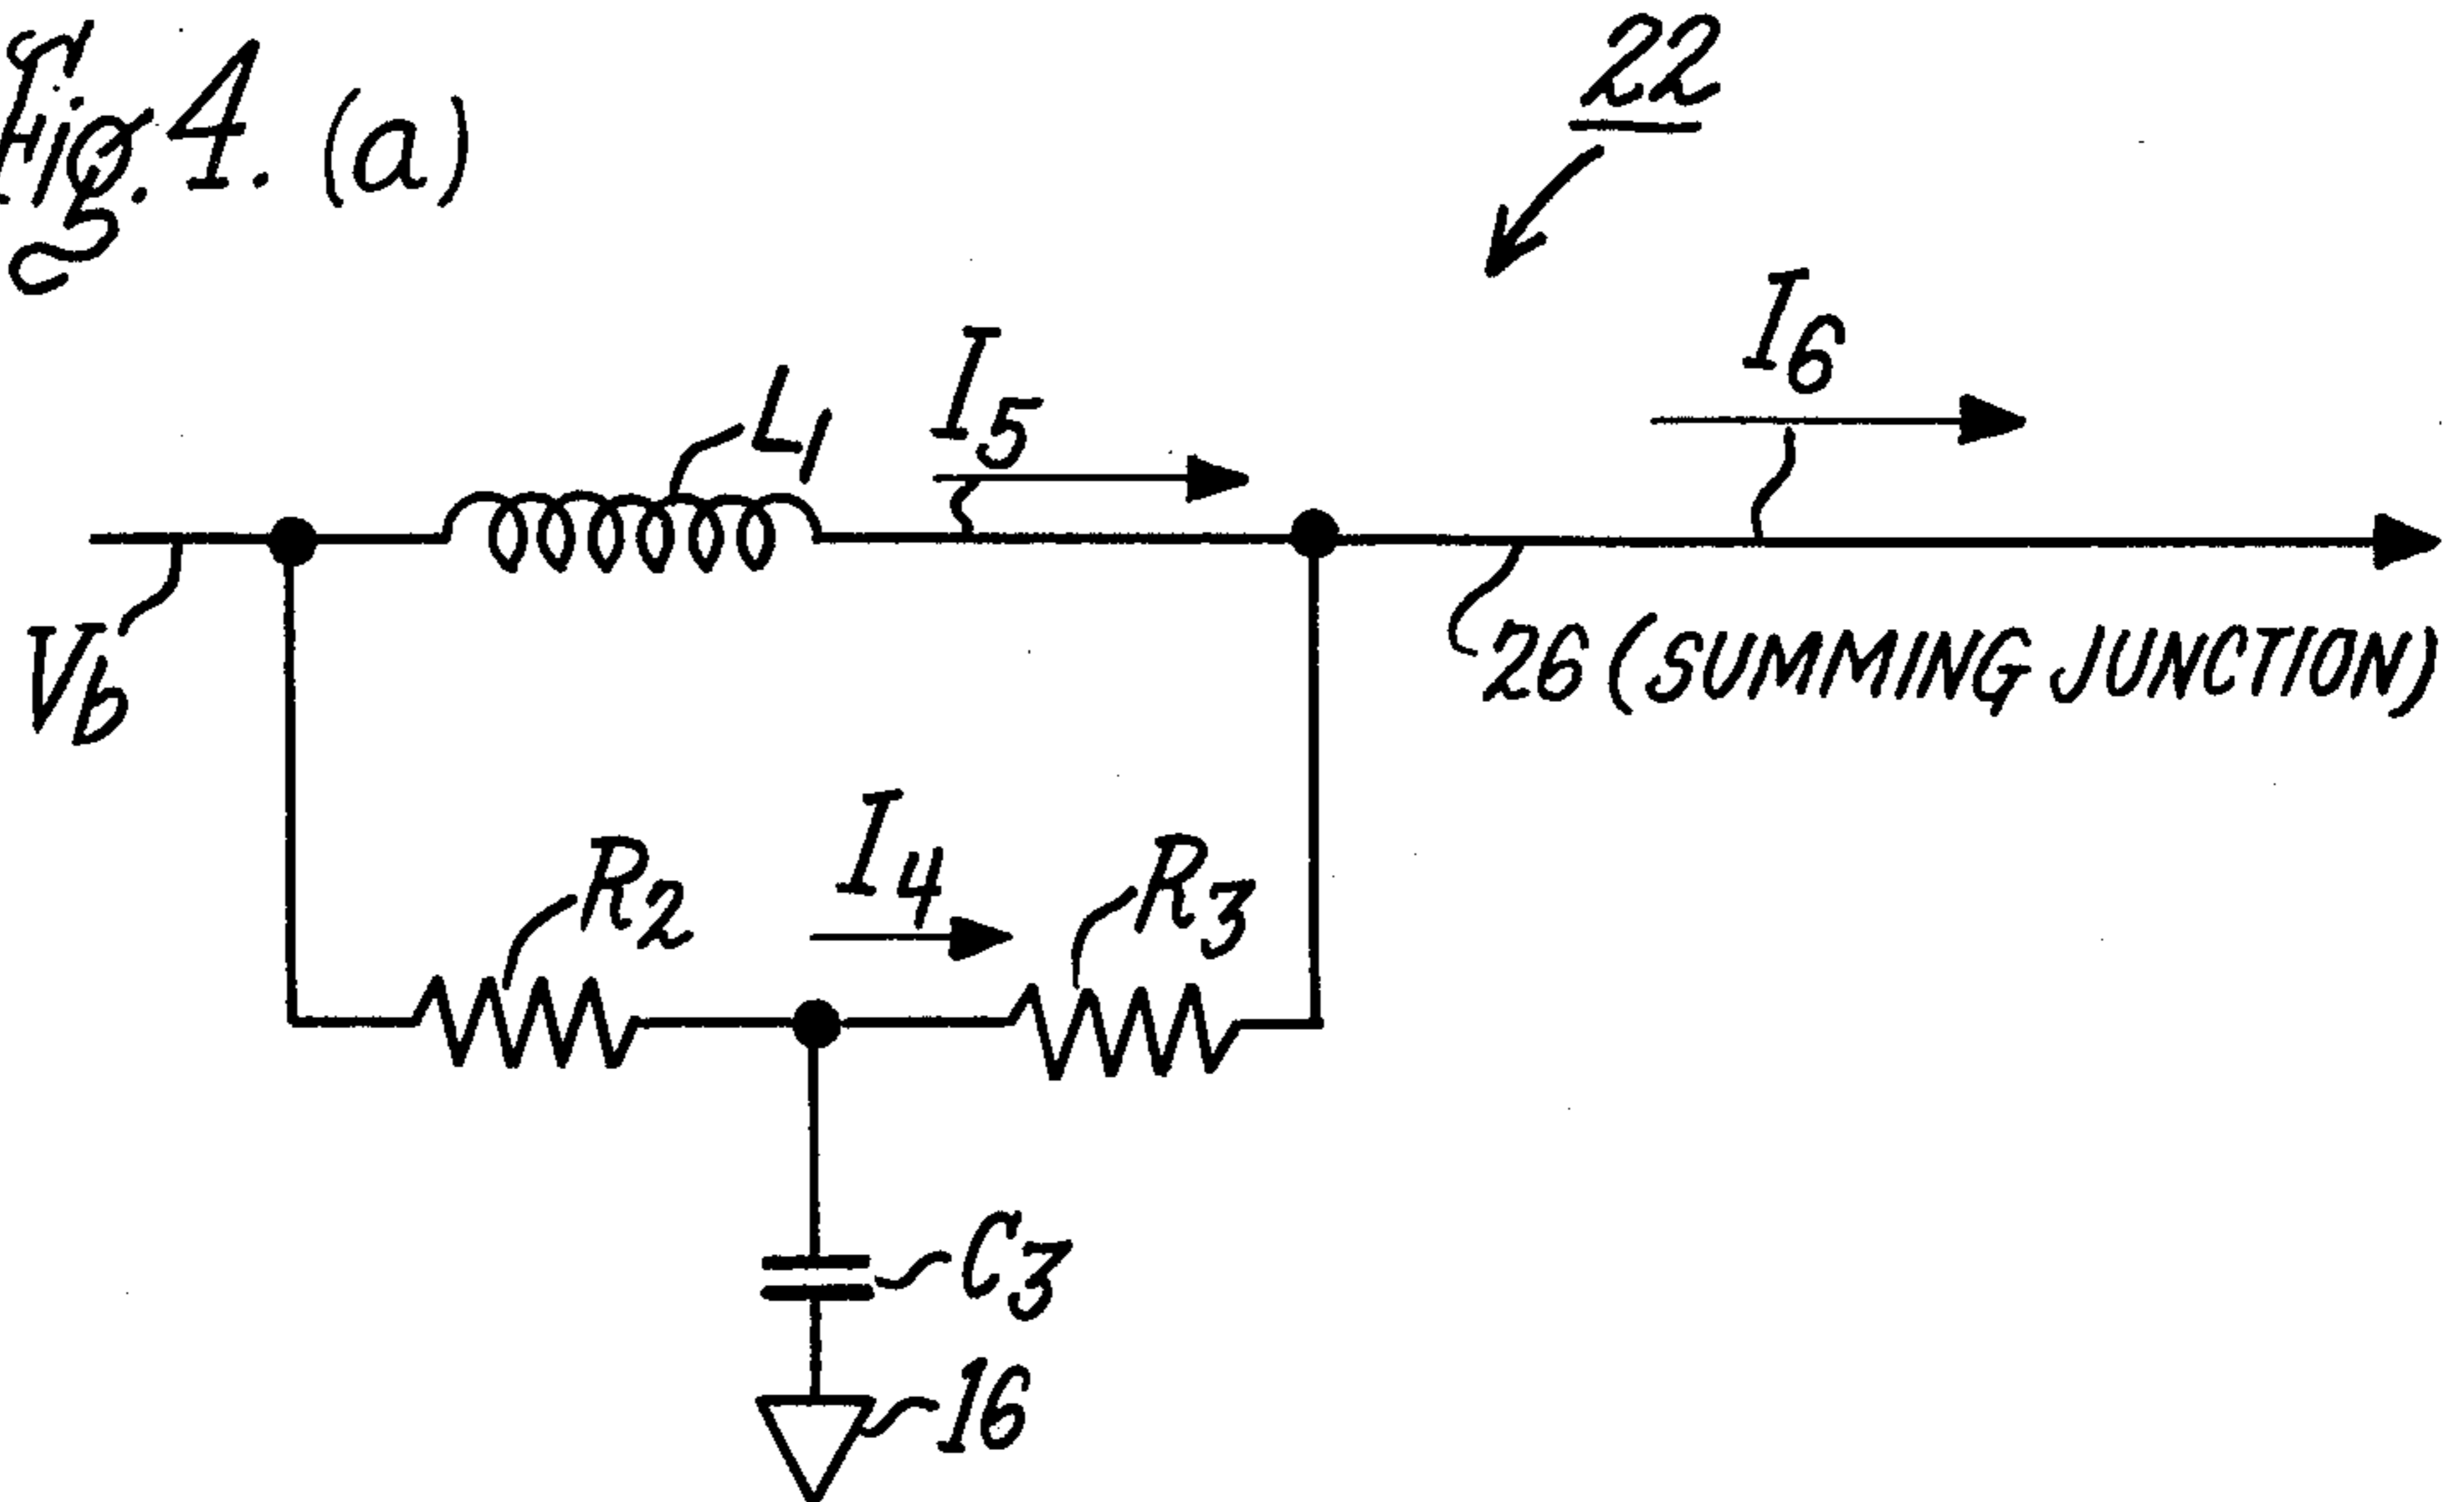 Fig. 4. (a)
22
I6
I5
L1
Vb
26 (SUMMING JUNCTION)
I4
R2
R3
C3
16